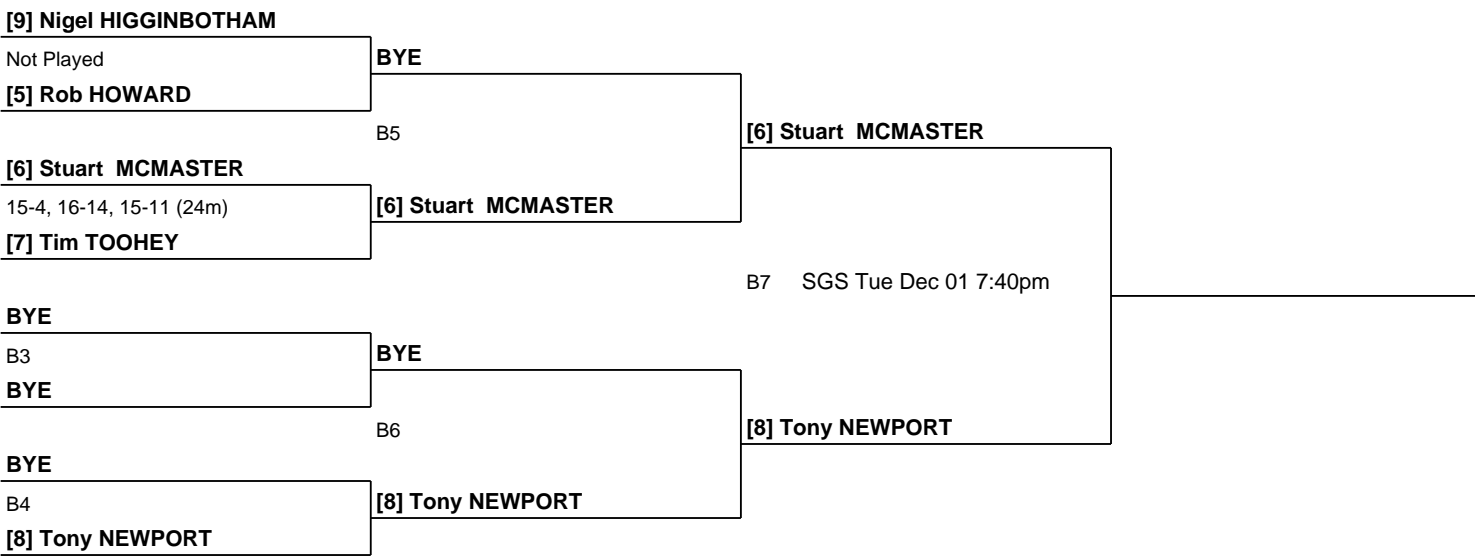 [9] Nigel HIGGINBOTHAM
Not Played
BYE
[5] Rob HOWARD
B5
[6] Stuart MCMASTER
[6] Stuart MCMASTER
15-4, 16-14, 15-11 (24m)
[6] Stuart MCMASTER
[7] Tim TOOHEY
B7 SGS Tue Dec 01 7:40pm
BYE
B3
BYE
BYE
B6
[8] Tony NEWPORT
BYE
B4
[8] Tony NEWPORT
[8] Tony NEWPORT